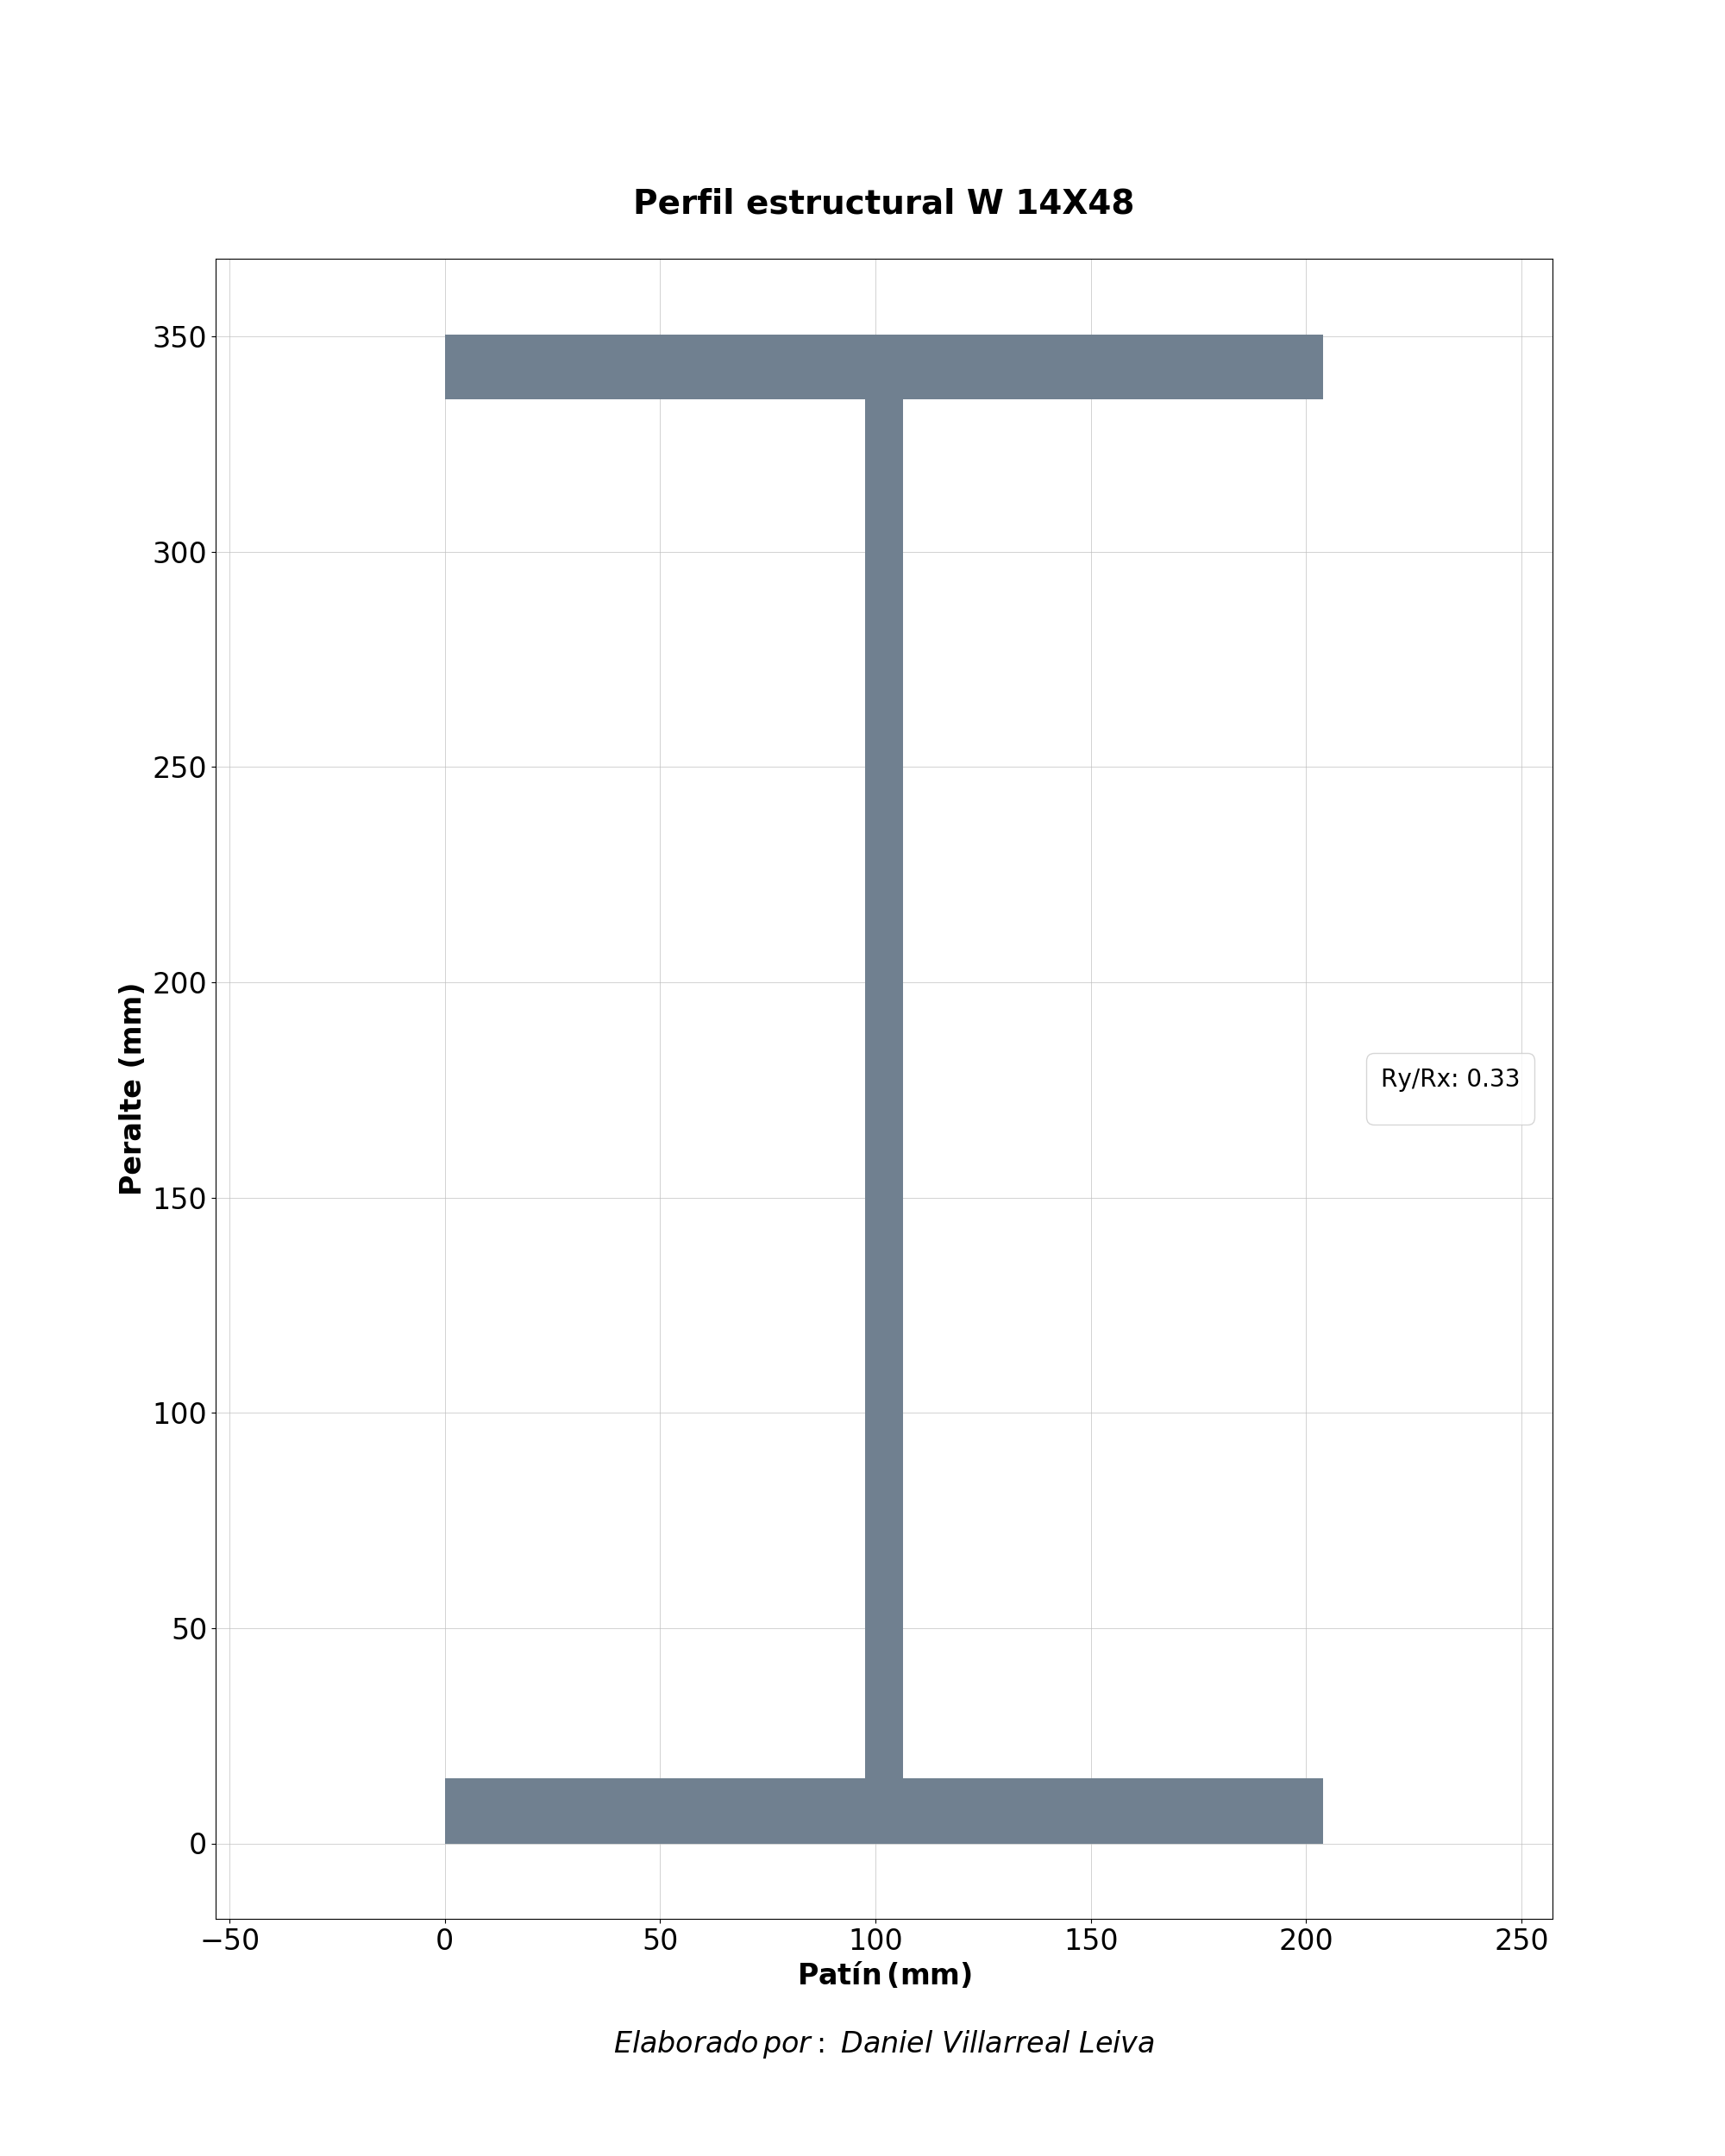 Perfil estructural W 14X48
350
300
250
200
150
100
50
0
Peralte (mm)
Ry/Rx: 0.33
−50 0 50 100 150 200 250
Patín (mm)
Elaborado por: Daniel Villarreal Leiva